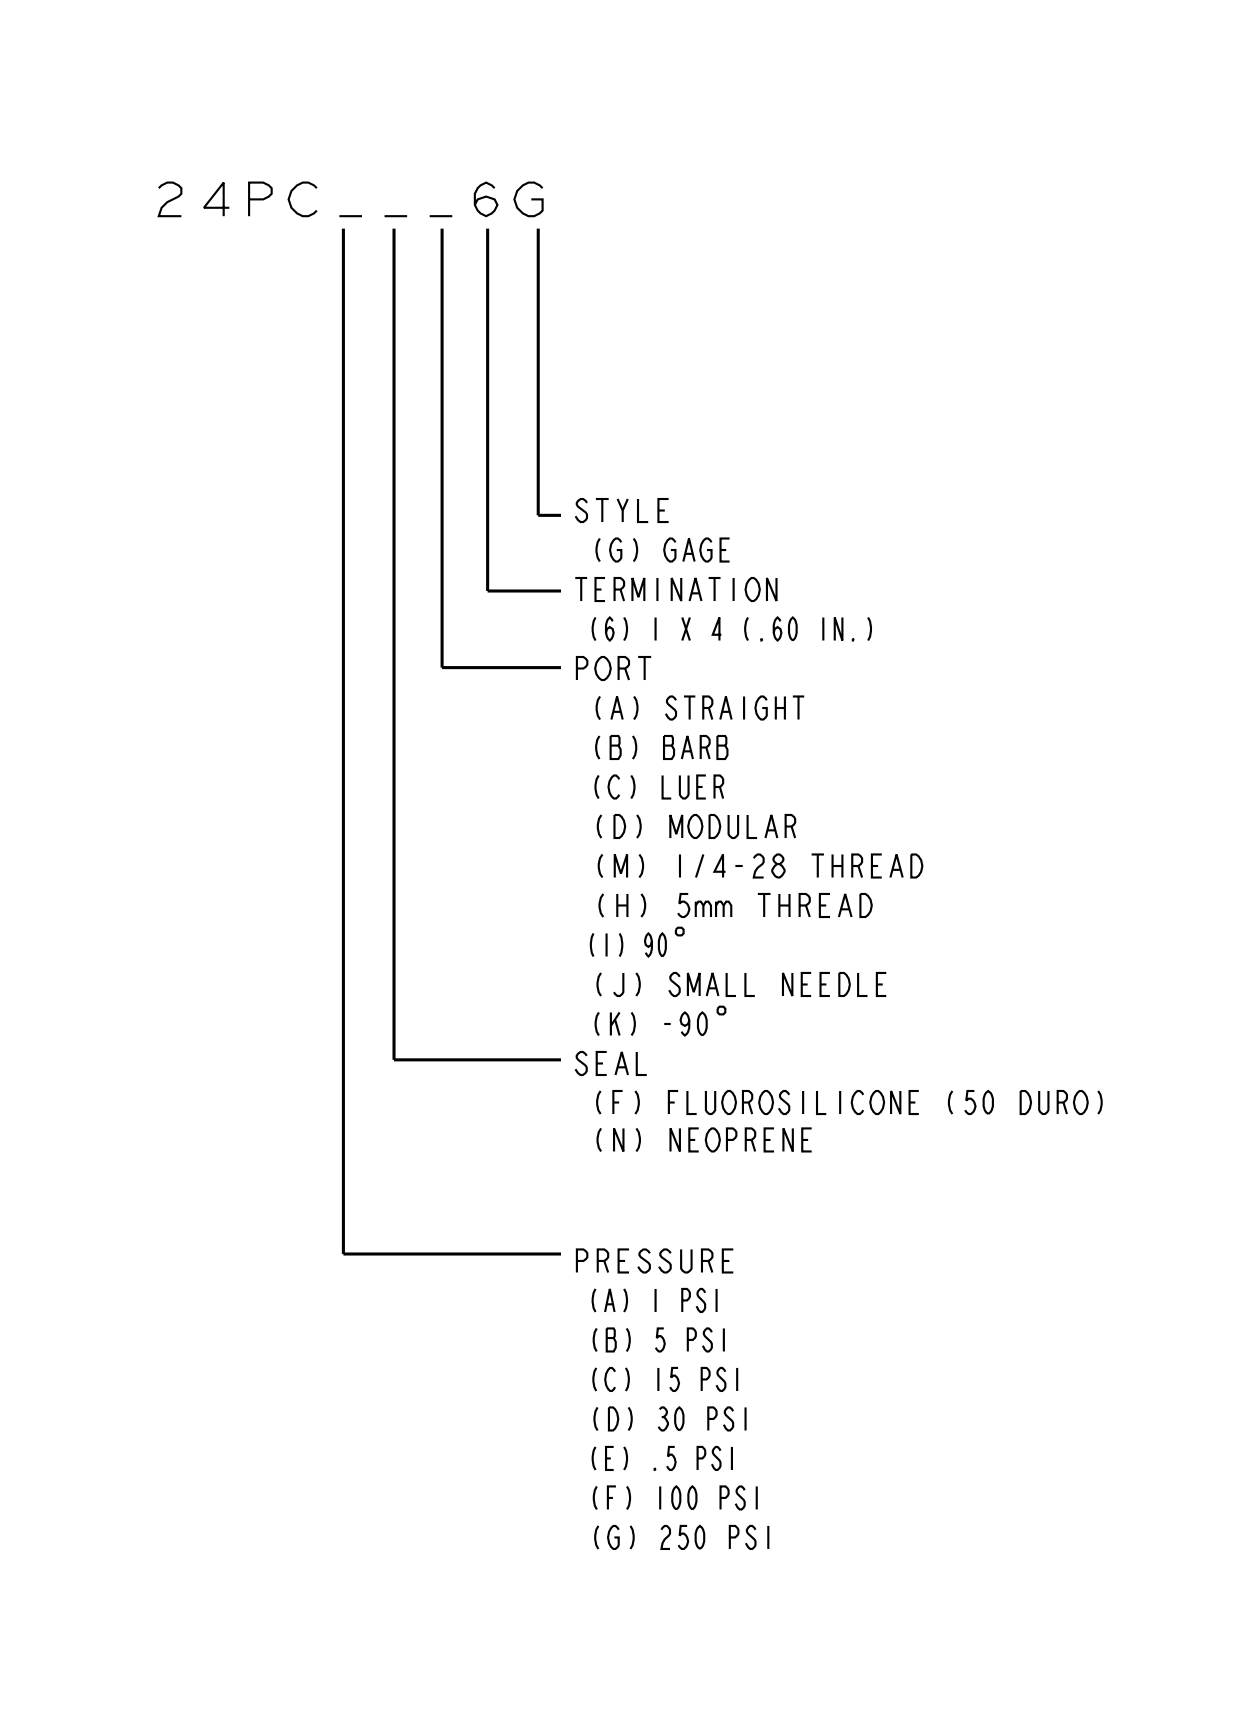 24PC___6G
STYLE
(G) GAGE
TERMINATION
(6) 1 X 4 (.60 IN.)
PORT
(A) STRAIGHT
(B) BARB
(C) LUER
(D) MODULAR
(M) 1/4-28 THREAD
(H) 5mm THREAD
(I) 90°
(J) SMALL NEEDLE
(K) -90°
SEAL
(F) FLUOROSILICONE (50 DURO)
(N) NEOPRENE
PRESSURE
(A) 1 PSI
(B) 5 PSI
(C) 15 PSI
(D) 30 PSI
(E) .5 PSI
(F) 100 PSI
(G) 250 PSI